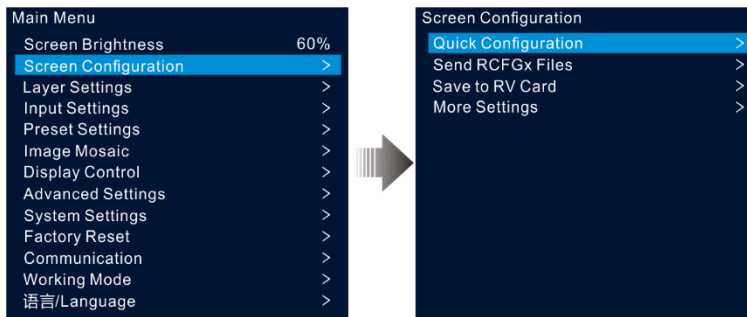 Main Menu
Screen Brightness 60%
Screen Configuration >
Layer Settings >
Input Settings >
Preset Settings >
Image Mosaic >
Display Control >
Advanced Settings >
System Settings >
Factory Reset >
Communication >
Working Mode >
语言/Language >
Screen Configuration
Quick Configuration >
Send RCFGx Files >
Save to RV Card >
More Settings >